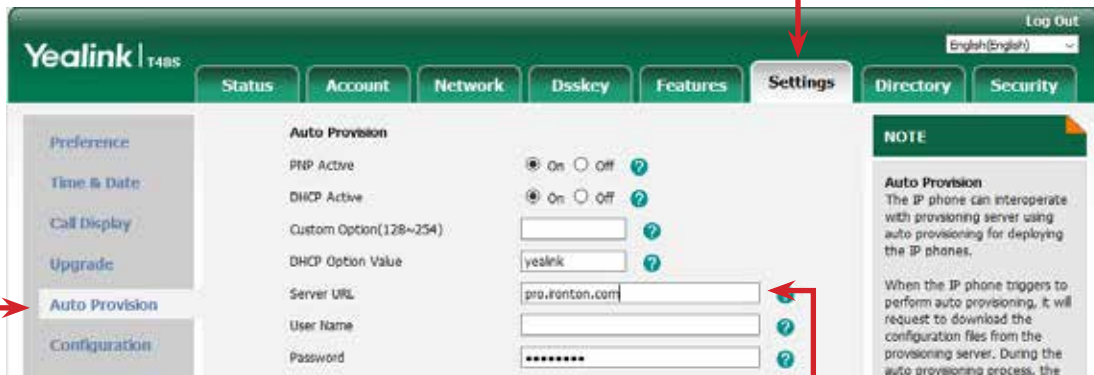 Log Out
Yealink T48S
English(English)
Status Account Network Dsskey Features Settings Directory Security
Preference
Time & Date
Call Display
Upgrade
Auto Provision
Configuration
Auto Provision
PNP Active On Off ?
DHCP Active On Off ?
Custom Option(128~254) ?
DHCP Option Value yealink ?
Server URL pro.ironton.com
User Name ?
Password •••••••• ?
NOTE
Auto Provision
The IP phone can interoperate
with provisioning server using
auto provisioning for deploying
the IP phones.
When the IP phone triggers to
perform auto provisioning, it will
request to download the
configuration files from the
provisioning server. During the
auto provisioning process, the